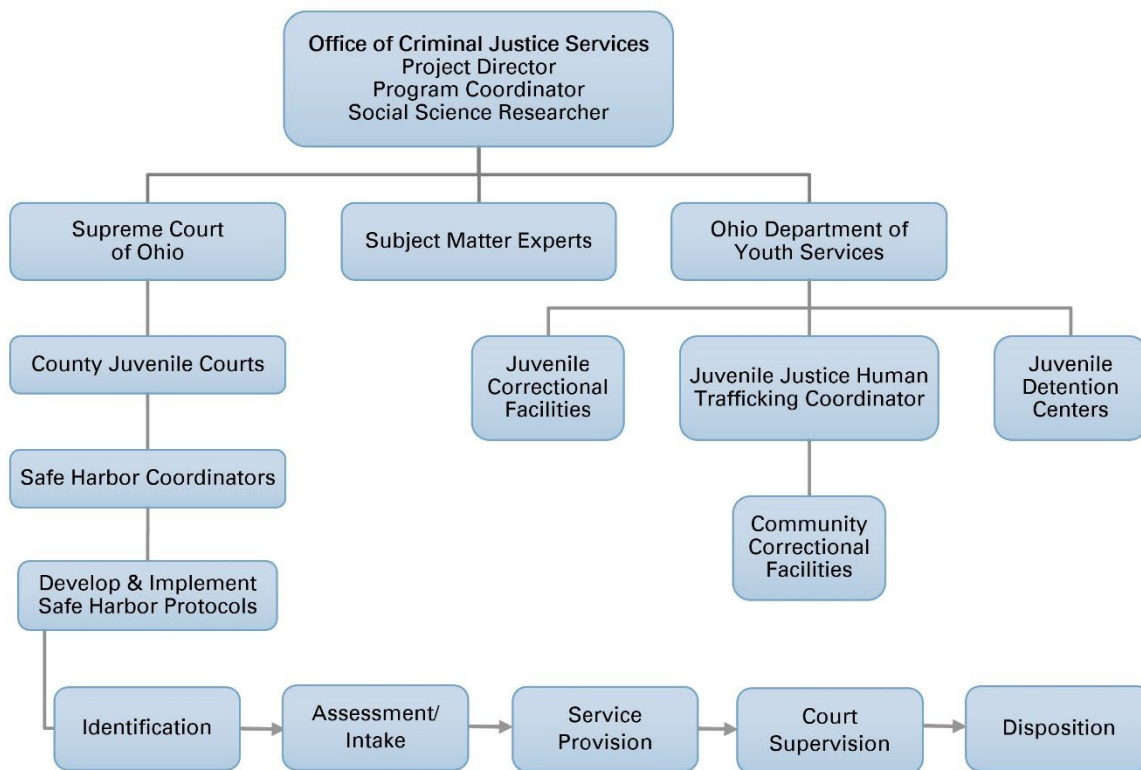 Office of Criminal Justice Services
Project Director
Program Coordinator
Social Science Researcher
Supreme Court
of Ohio
Subject Matter Experts
Ohio Department of
Youth Services
County Juvenile Courts
Juvenile
Correctional
Facilities
Juvenile Justice Human
Trafficking Coordinator
Juvenile
Detention
Centers
Safe Harbor Coordinators
Community
Correctional
Facilities
Develop & Implement
Safe Harbor Protocols
Identification
Assessment/
Intake
Service
Provision
Court
Supervision
Disposition